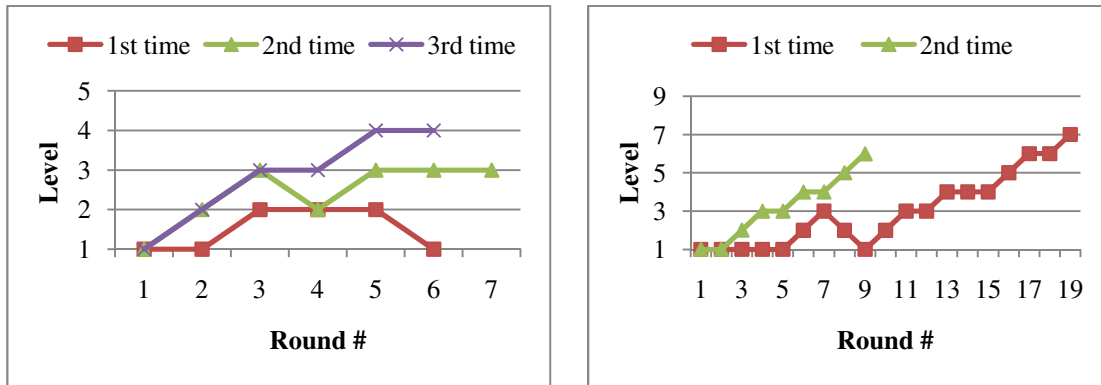 1st time 2nd time 3rd time
5
4
3
2
1
Level
1 2 3 4 5 6 7
Round #
1st time 2nd time
9
7
5
3
1
Level
1 3 5 7 9 11 13 15 17 19
Round #